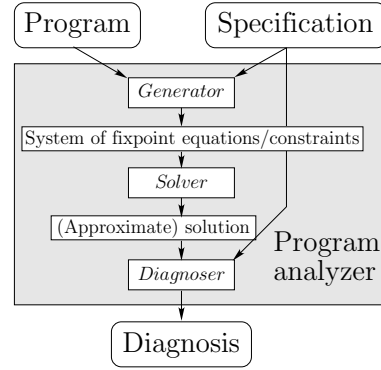 Program
Specification
Generator
System of fixpoint equations/constraints
Solver
(Approximate) solution
Program
analyzer
Diagnoser
Diagnosis